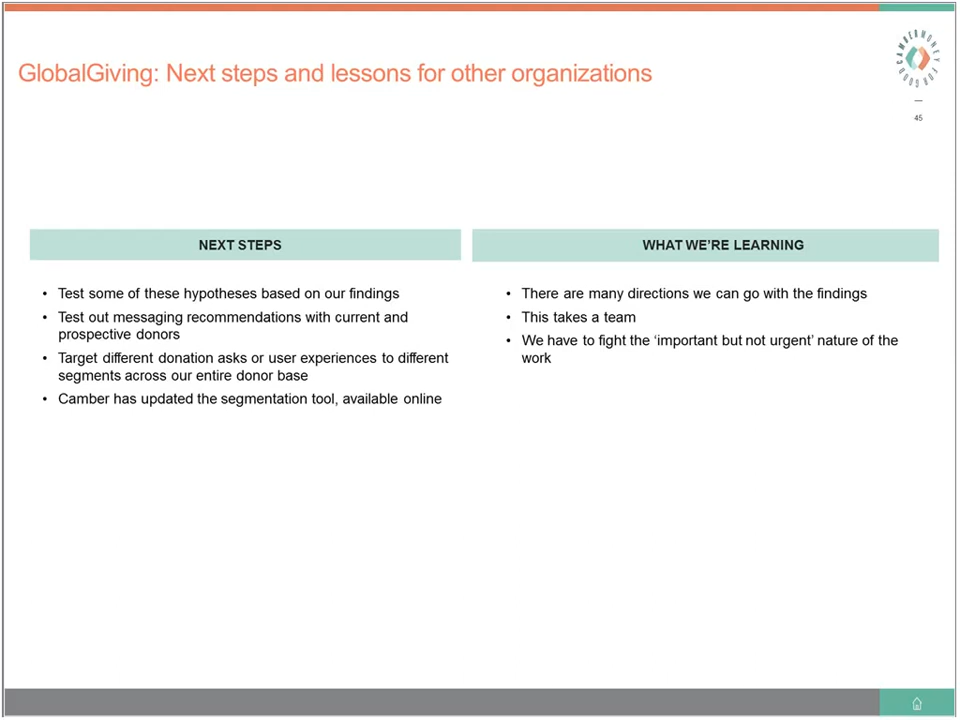 GlobalGiving: Next steps and lessons for other organizations
CAMBER MONEY FOR GOOD
45
NEXT STEPS
• Test some of these hypotheses based on our findings
• Test out messaging recommendations with current and
prospective donors
• Target different donation asks or user experiences to different
segments across our entire donor base
• Camber has updated the segmentation tool, available online
WHAT WE’RE LEARNING
• There are many directions we can go with the findings
• This takes a team
• We have to fight the ‘important but not urgent’ nature of the
work